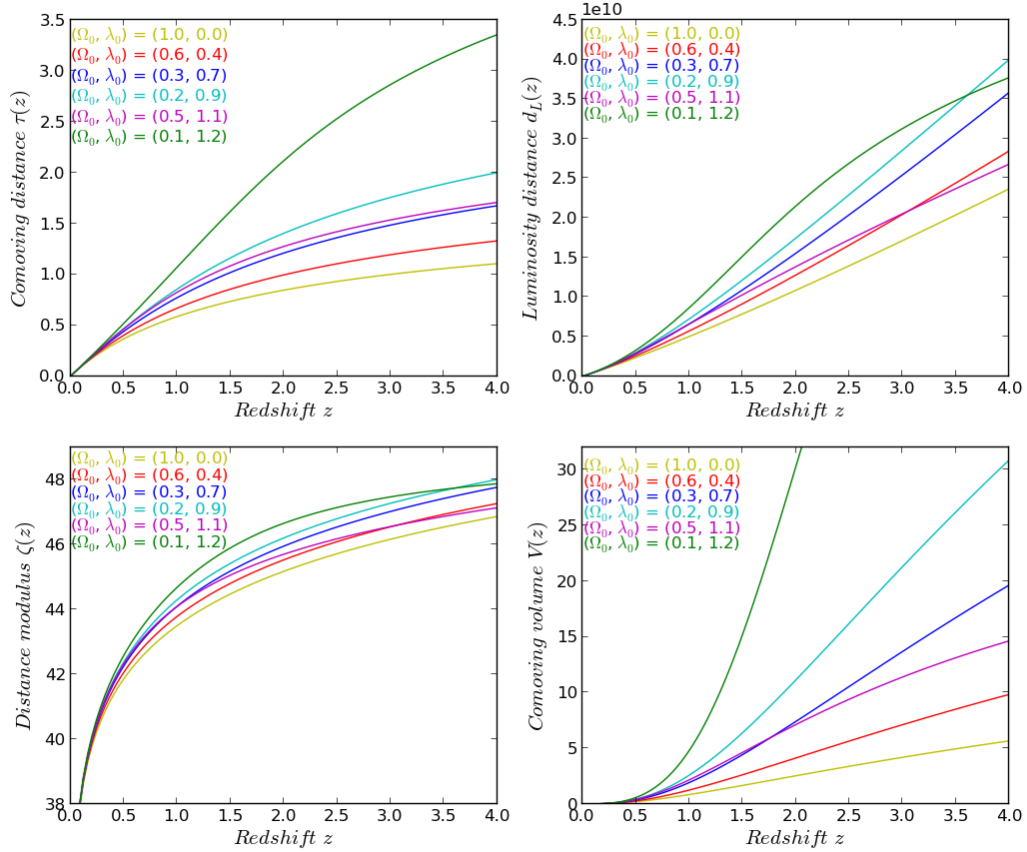 3.5
3.0
2.5
2.0
1.5
1.0
0.5
0.0
Comoving distance τ(z)
(Ω₀, λ₀) = (1.0, 0.0)
(Ω₀, λ₀) = (0.6, 0.4)
(Ω₀, λ₀) = (0.3, 0.7)
(Ω₀, λ₀) = (0.2, 0.9)
(Ω₀, λ₀) = (0.5, 1.1)
(Ω₀, λ₀) = (0.1, 1.2)
0.0 0.5 1.0 1.5 2.0 2.5 3.0 3.5 4.0
Redshift z
1e10
4.5
4.0
3.5
3.0
2.5
2.0
1.5
1.0
0.5
0.0
Luminosity distance d_L(z)
(Ω₀, λ₀) = (1.0, 0.0)
(Ω₀, λ₀) = (0.6, 0.4)
(Ω₀, λ₀) = (0.3, 0.7)
(Ω₀, λ₀) = (0.2, 0.9)
(Ω₀, λ₀) = (0.5, 1.1)
(Ω₀, λ₀) = (0.1, 1.2)
0.0 0.5 1.0 1.5 2.0 2.5 3.0 3.5 4.0
Redshift z
48
46
44
42
40
38
Distance modulus ζ(z)
(Ω₀, λ₀) = (1.0, 0.0)
(Ω₀, λ₀) = (0.6, 0.4)
(Ω₀, λ₀) = (0.3, 0.7)
(Ω₀, λ₀) = (0.2, 0.9)
(Ω₀, λ₀) = (0.5, 1.1)
(Ω₀, λ₀) = (0.1, 1.2)
0.0 0.5 1.0 1.5 2.0 2.5 3.0 3.5 4.0
Redshift z
30
25
20
15
10
5
0
Comoving volume V(z)
(Ω₀, λ₀) = (1.0, 0.0)
(Ω₀, λ₀) = (0.6, 0.4)
(Ω₀, λ₀) = (0.3, 0.7)
(Ω₀, λ₀) = (0.2, 0.9)
(Ω₀, λ₀) = (0.5, 1.1)
(Ω₀, λ₀) = (0.1, 1.2)
0.0 0.5 1.0 1.5 2.0 2.5 3.0 3.5 4.0
Redshift z